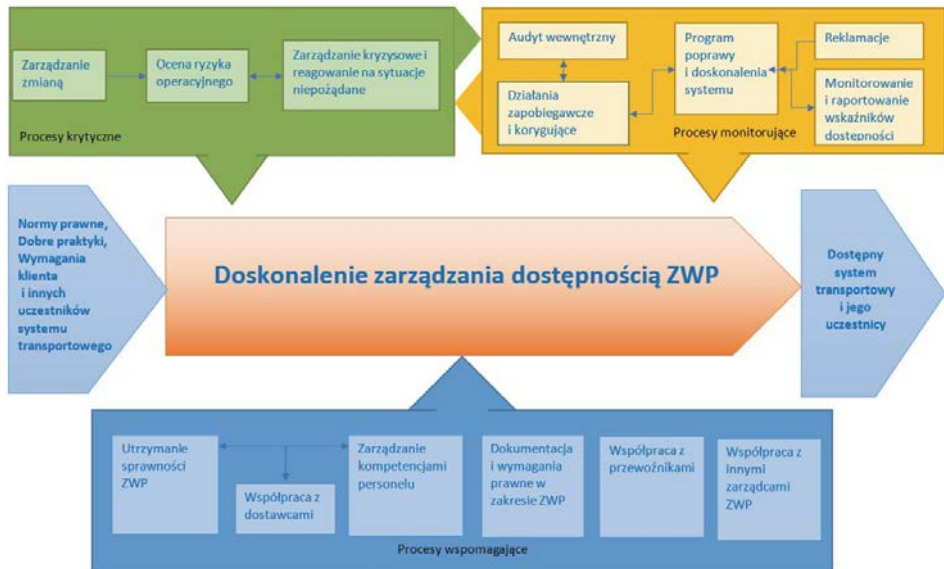 Zarządzanie
zmianą
Ocena ryzyka
operacyjnego
Zarządzanie kryzysowe i
reagowanie na sytuacje
niepożądane
Procesy krytyczne
Audyt wewnętrzny
Działania
zapobiegawcze
i korygujące
Program
poprawy
i doskonalenia
systemu
Reklamacje
Monitorowanie
i raportowanie
wskaźników
dostępności
Procesy monitorujące
Normy prawne,
Dobre praktyki,
Wymagania
klienta
i innych
uczestników
systemu
transportowego
Doskonalenie zarządzania dostępnością ZWP
Dostępny
system
transportowy
i jego
uczestnicy
Utrzymanie
sprawności
ZWP
Współpraca z
dostawcami
Zarządzanie
kompetencjami
personelu
Dokumentacja
i wymagania
prawne w
zakresie ZWP
Współpraca z
przewoźnikami
Współpraca z
innymi
zarządcami
ZWP
Procesy wspomagające